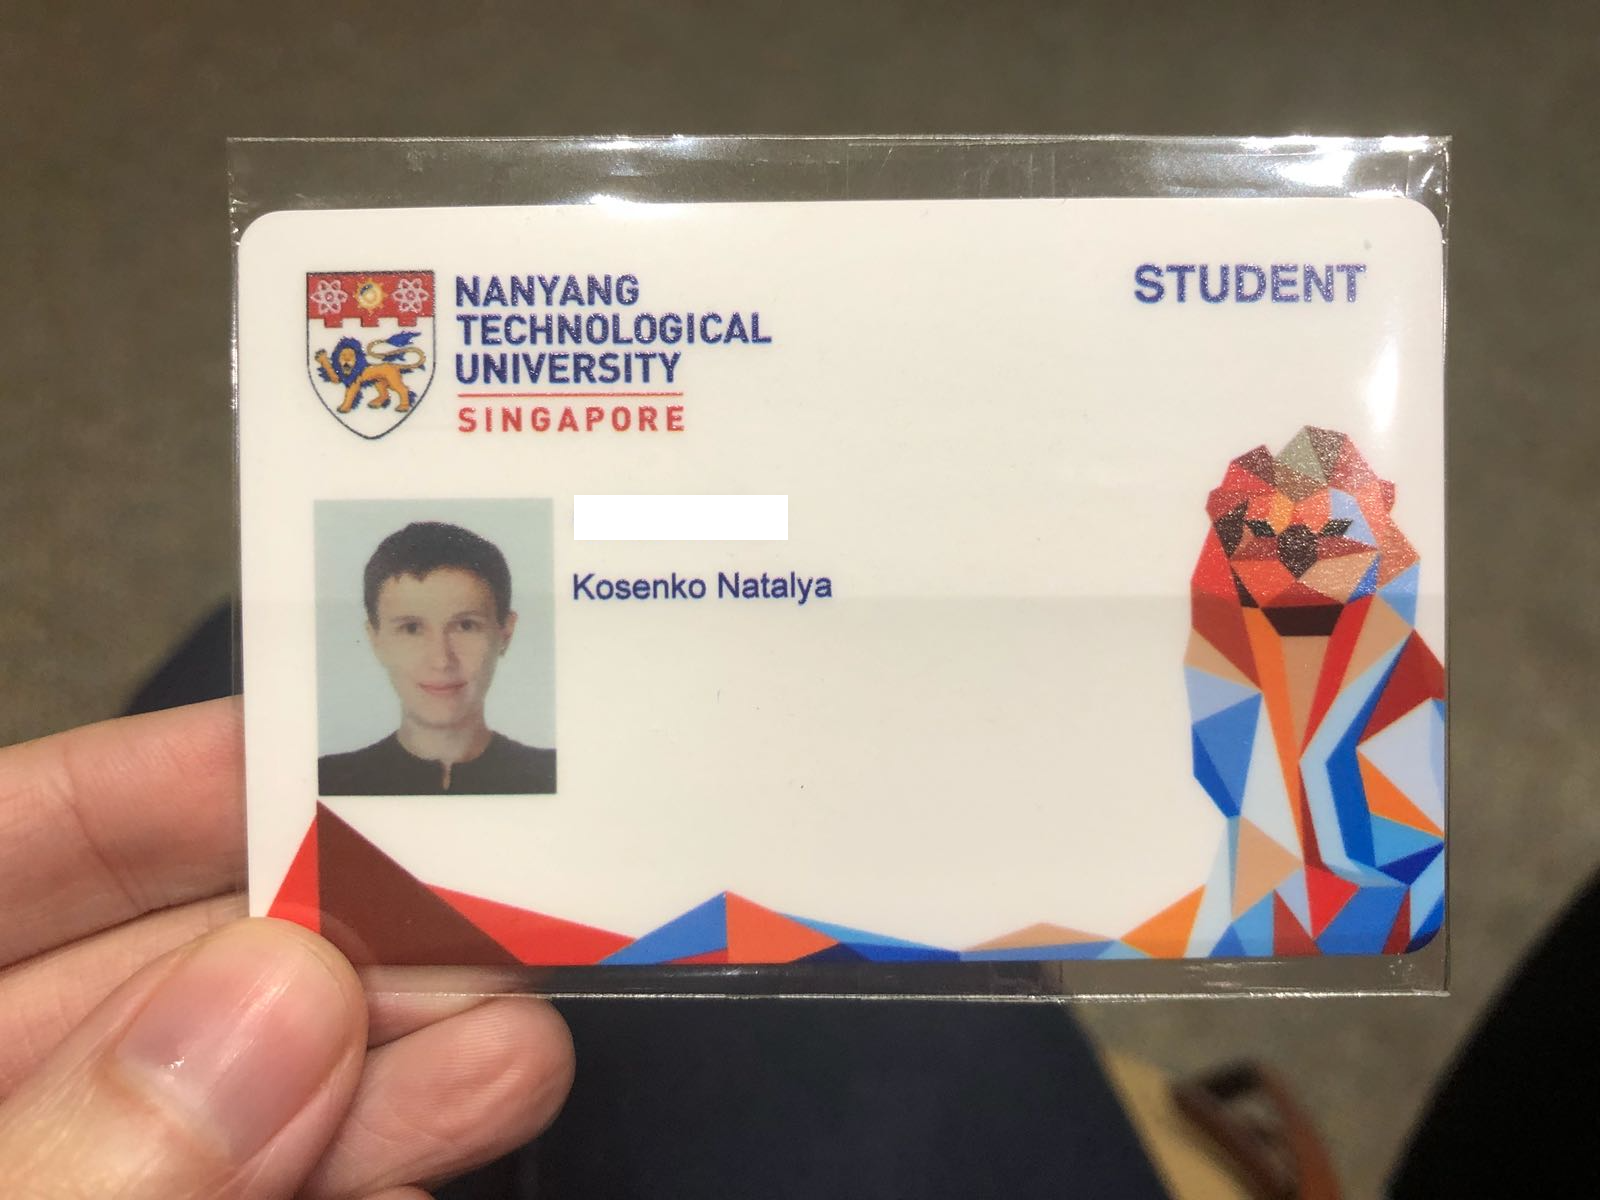 NANYANG
TECHNOLOGICAL
UNIVERSITY
SINGAPORE
STUDENT
Kosenko Natalya